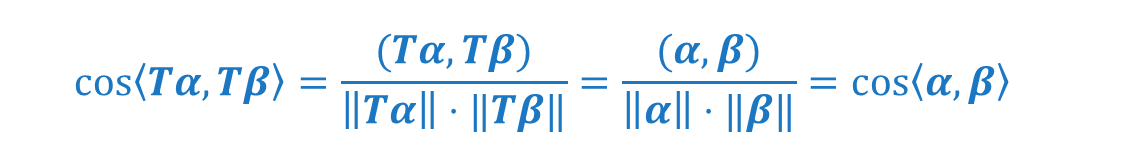 cos⟨Tα, Tβ⟩ = (Tα, Tβ) / ‖Tα‖ · ‖Tβ‖ = (α, β) / ‖α‖ · ‖β‖ = cos⟨α, β⟩